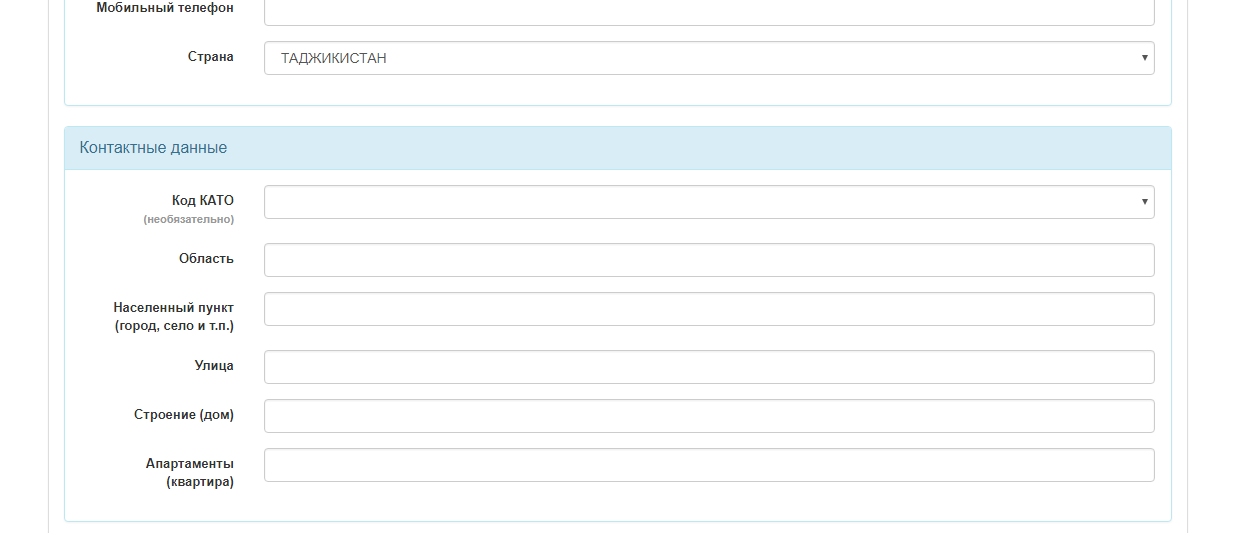 Мобильный телефон
Страна
ТАДЖИКИСТАН
Контактные данные
Код КАТО
(необязательно)
Область
Населенный пункт
(город, село и т.п.)
Улица
Строение (дом)
Апартаменты
(квартира)